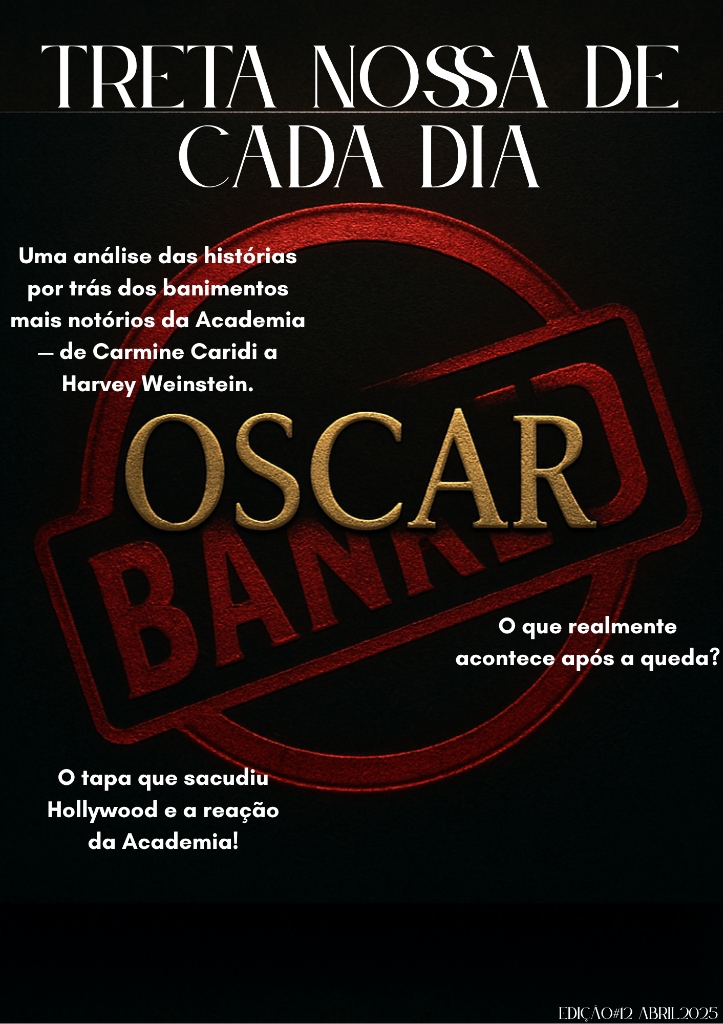 TRETA NOSSA DE
CADA DIA
Uma análise das histórias
por trás dos banimentos
mais notórios da Academia
— de Carmine Caridi a
Harvey Weinstein.
OSCAR
BANNED
O que realmente
acontece após a queda?
O tapa que sacudiu
Hollywood e a reação
da Academia!
EDIÇÃO#12 ABRIL2025